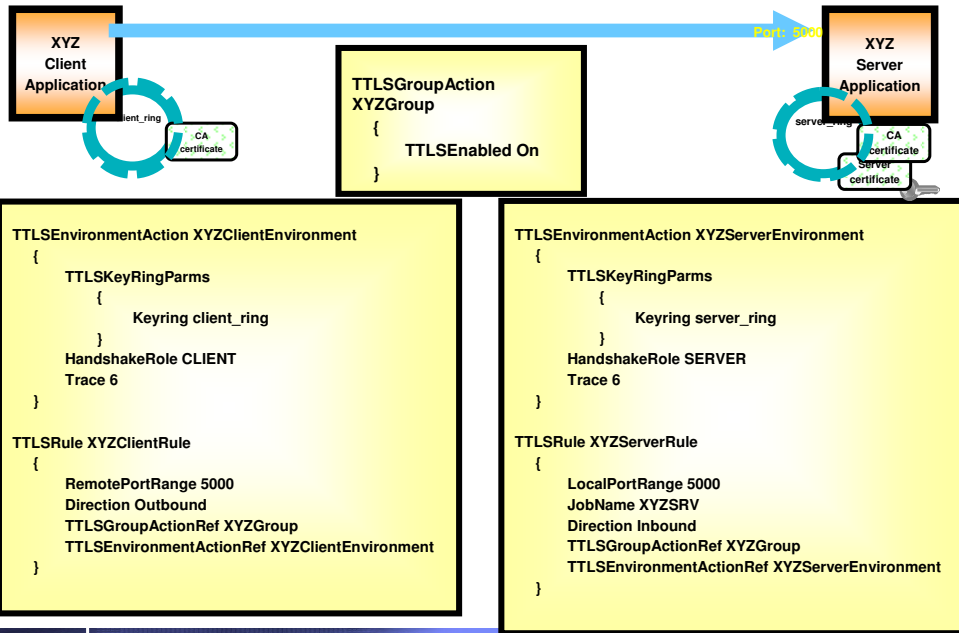 XYZ
Client
Application
ient_ring
CA
certificate
Port: 5000
XYZ
Server
Application
server_ring
CA
certificate
Server
certificate
TTLSGroupAction
XYZGroup
{
TTLSEnabled On
}
TTLSEnvironmentAction XYZClientEnvironment
{
TTLSKeyRingParms
{
Keyring client_ring
}
HandshakeRole CLIENT
Trace 6
}
TTLSRule XYZClientRule
{
RemotePortRange 5000
Direction Outbound
TTLSGroupActionRef XYZGroup
TTLSEnvironmentActionRef XYZClientEnvironment
}
TTLSEnvironmentAction XYZServerEnvironment
{
TTLSKeyRingParms
{
Keyring server_ring
}
HandshakeRole SERVER
Trace 6
}
TTLSRule XYZServerRule
{
LocalPortRange 5000
JobName XYZSRV
Direction Inbound
TTLSGroupActionRef XYZGroup
TTLSEnvironmentActionRef XYZServerEnvironment
}